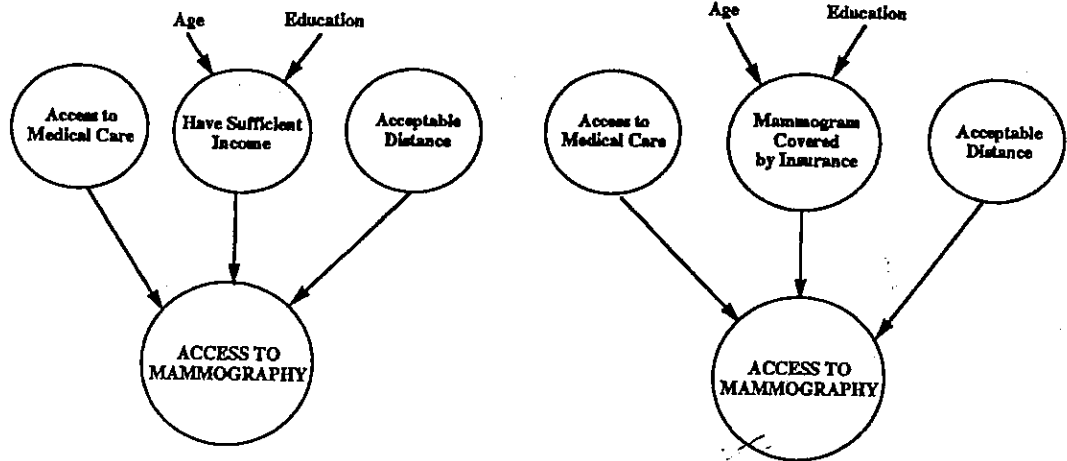 Age
Education
Access to
Medical Care
Have Sufficient
Income
Acceptable
Distance
ACCESS TO
MAMMOGRAPHY
Age
Education
Access to
Medical Care
Mammogram
Covered
by Insurance
Acceptable
Distance
ACCESS TO
MAMMOGRAPHY